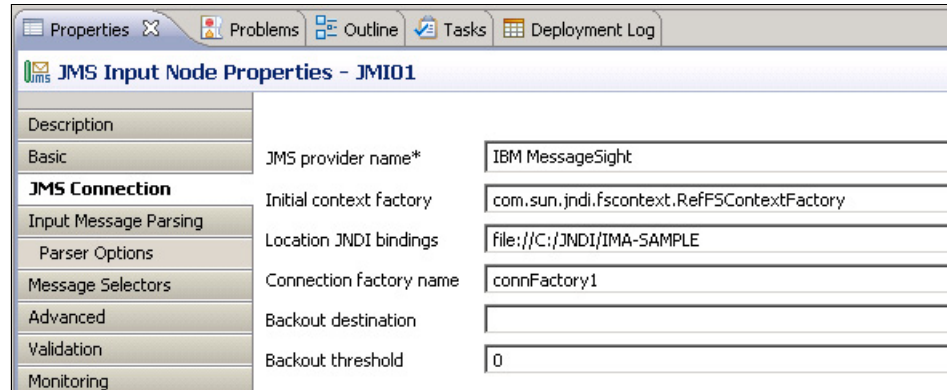 Properties Problems Outline Tasks Deployment Log
Jms JMS Input Node Properties - JMI01
Description
Basic
JMS Connection
Input Message Parsing
Parser Options
Message Selectors
Advanced
Validation
Monitoring
JMS provider name* IBM MessageSight
Initial context factory com.sun.jndi.fscontext.RefFSContextFactory
Location JNDI bindings file://C:/JNDI/IMA-SAMPLE
Connection factory name connFactory1
Backout destination
Backout threshold 0